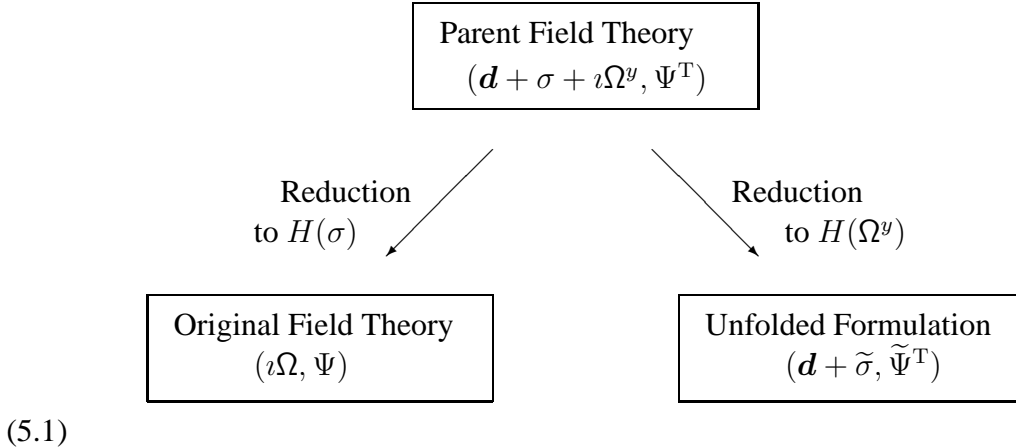 Parent Field Theory
(𝒅 + σ + ıΩ^y, Ψ^T)
Reduction
to H(σ)
Reduction
to H(Ω^y)
Original Field Theory
(ıΩ, Ψ)
Unfolded Formulation
(𝒅 + σ̃, Ψ̃^T)
(5.1)